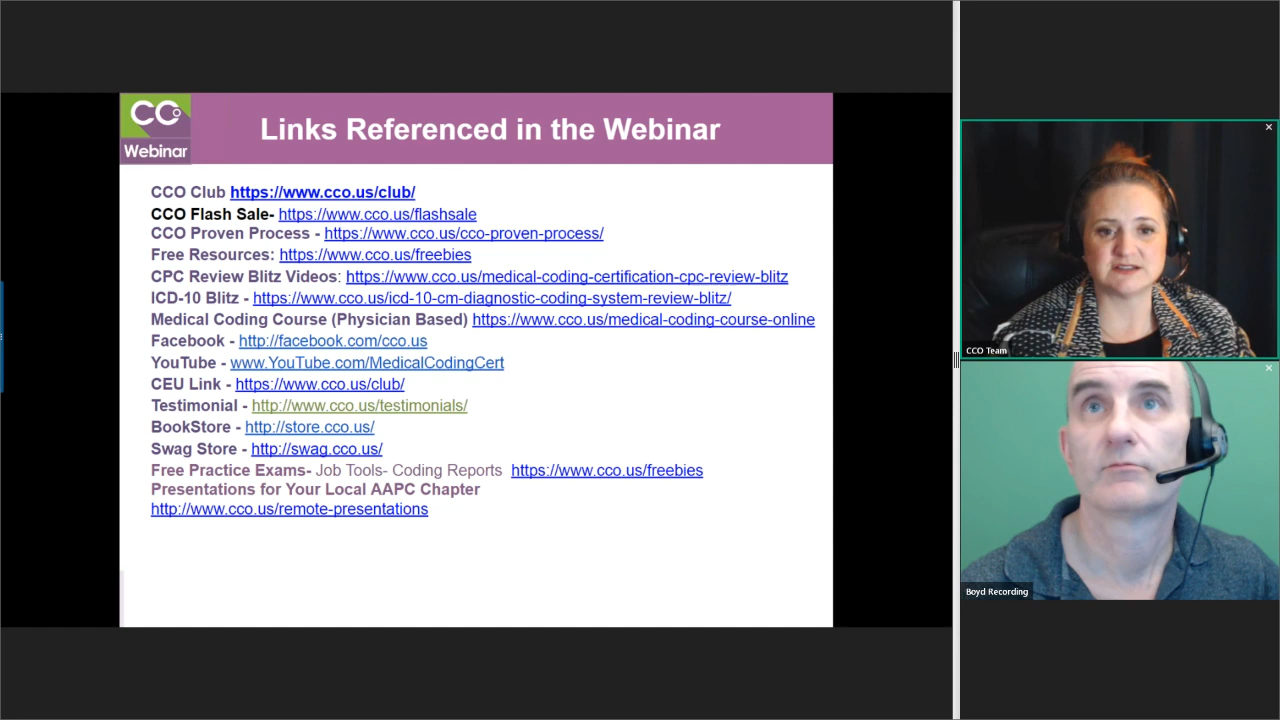 CCO
Webinar
Links Referenced in the Webinar
CCO Club https://www.cco.us/club/
CCO Flash Sale- https://www.cco.us/flashsale
CCO Proven Process - https://www.cco.us/cco-proven-process/
Free Resources: https://www.cco.us/freebies
CPC Review Blitz Videos: https://www.cco.us/medical-coding-certification-cpc-review-blitz
ICD-10 Blitz - https://www.cco.us/icd-10-cm-diagnostic-coding-system-review-blitz/
Medical Coding Course (Physician Based) https://www.cco.us/medical-coding-course-online
Facebook - http://facebook.com/cco.us
YouTube - www.YouTube.com/MedicalCodingCert
CEU Link - https://www.cco.us/club/
Testimonial - http://www.cco.us/testimonials/
BookStore - http://store.cco.us/
Swag Store - http://swag.cco.us/
Free Practice Exams- Job Tools- Coding Reports https://www.cco.us/freebies
Presentations for Your Local AAPC Chapter
http://www.cco.us/remote-presentations
CCO Team
Boyd Recording